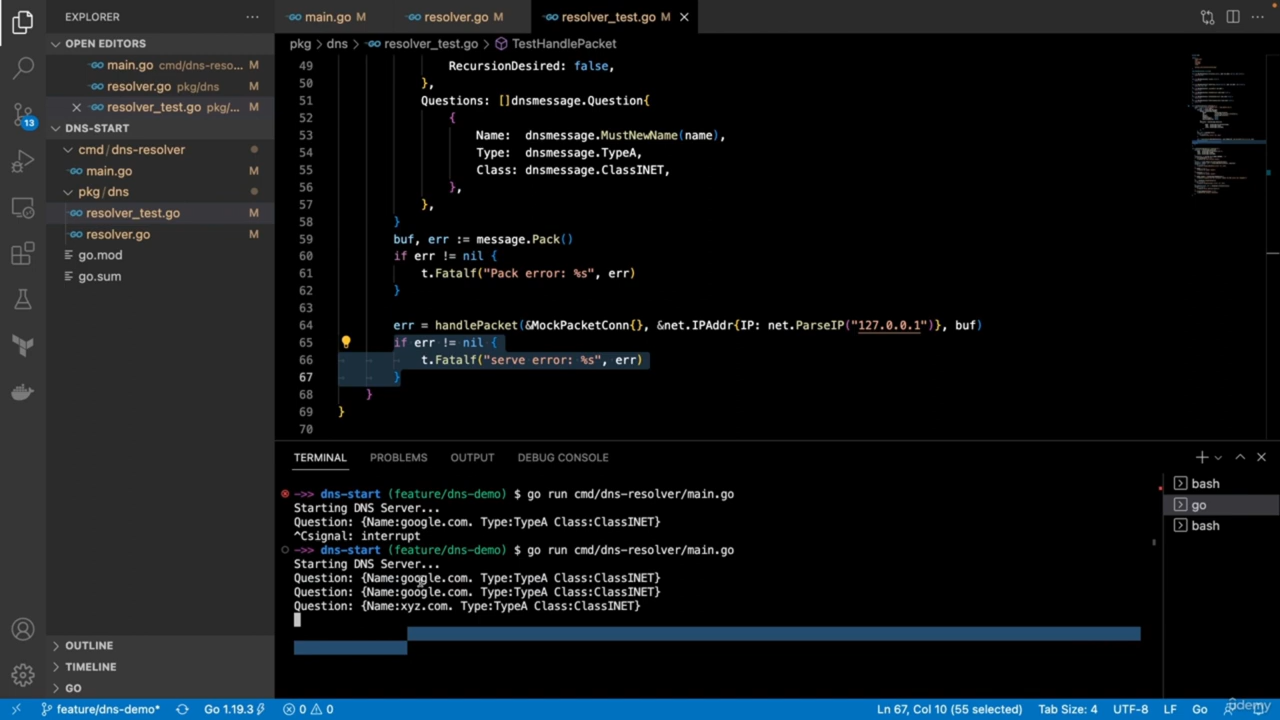 EXPLORER
OPEN EDITORS
main.go cmd/dns-reso... M
resolver.go pkg/dns M
resolver_test.go pkg/... M
DNS-START
cmd / dns-resolver
main.go M
pkg / dns
resolver_test.go M
resolver.go M
go.mod
go.sum
OUTLINE
TIMELINE
GO
13
main.go M resolver.go M resolver_test.go M
pkg > dns > resolver_test.go > TestHandlePacket
49 RecursionDesired: false,
50 },
51 Questions: []dnsmessage.Question{
52 {
53 Name: dnsmessage.MustNewName(name),
54 Type: dnsmessage.TypeA,
55 Class: dnsmessage.ClassINET,
56 },
57 },
58 }
59 buf, err := message.Pack()
60 if err != nil {
61 t.Fatalf("Pack error: %s", err)
62 }
63
64 err = handlePacket(&MockPacketConn{}, &net.IPAddr{IP: net.ParseIP("127.0.0.1")}, buf)
65 if err != nil {
66 t.Fatalf("serve error: %s", err)
67 }
68 }
69 }
70
TERMINAL PROBLEMS OUTPUT DEBUG CONSOLE
->> dns-start (feature/dns-demo) $ go run cmd/dns-resolver/main.go
Starting DNS Server...
Question: {Name:google.com. Type:TypeA Class:ClassINET}
^Csignal: interrupt
->> dns-start (feature/dns-demo) $ go run cmd/dns-resolver/main.go
Starting DNS Server...
Question: {Name:google.com. Type:TypeA Class:ClassINET}
Question: {Name:google.com. Type:TypeA Class:ClassINET}
Question: {Name:xyz.com. Type:TypeA Class:ClassINET}
bash
go
bash
feature/dns-demo* Go 1.19.3 0 0 Ln 67, Col 10 (55 selected) Tab Size: 4 UTF-8 LF Go
udemy